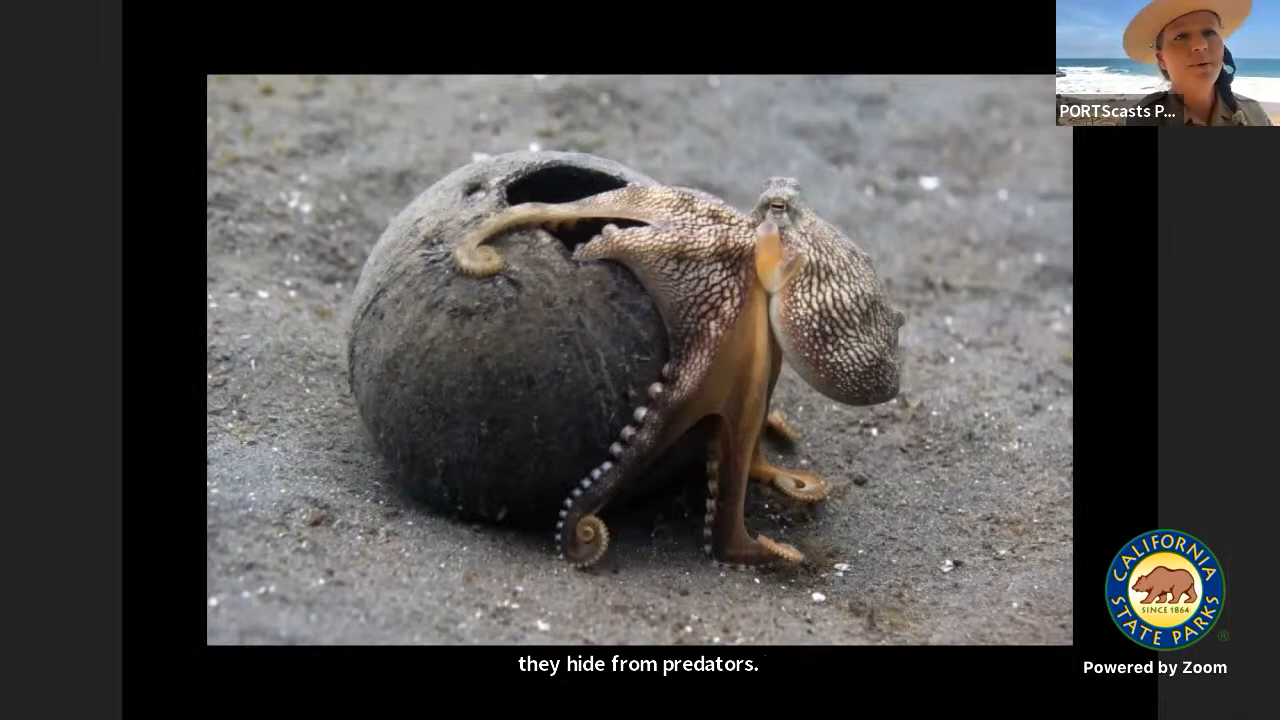 PORTScasts P...
CALIFORNIA
SINCE 1864
STATE PARKS
®
they hide from predators.
Powered by Zoom